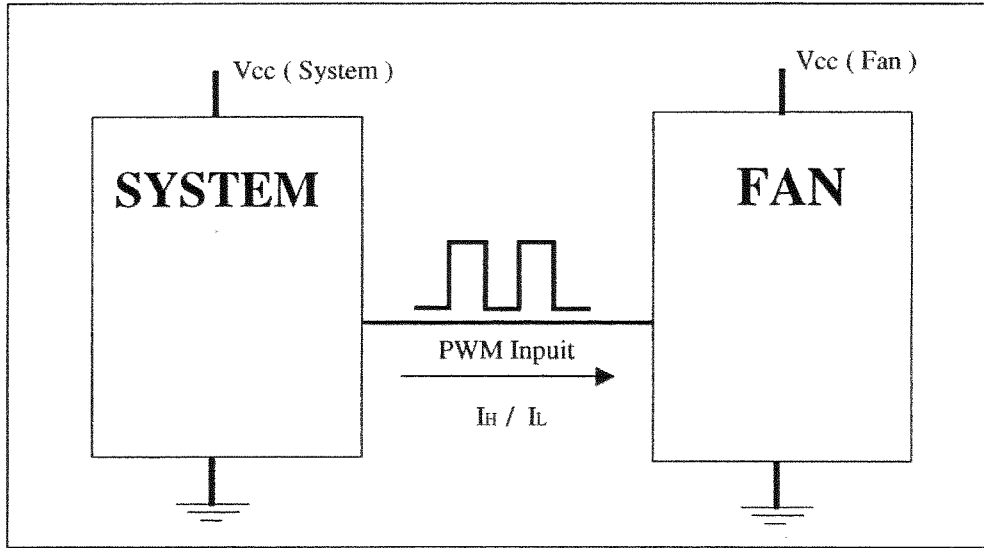 Vcc ( System )
Vcc ( Fan )
SYSTEM
FAN
PWM Inpuit
IH / IL